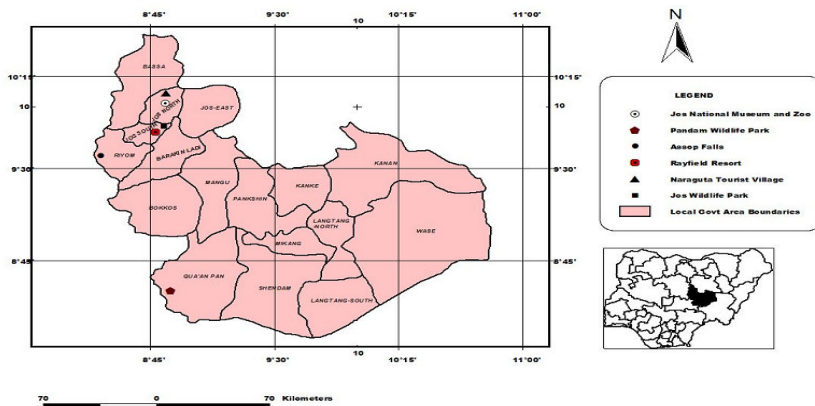 8°45' 9°30' 10 10°15' 11°00'
N
10°15' 10°15'
10 10
9°30' 9°30'
8°45' 8°45'
BASSA
JOS NORTH
JOS-EAST
JOS SOUTH
RIYOM
BARAKIN LADI
KANAN
MANGU
PANKSHIN
KANKE
BOKKOS
LANGTANG
-NORTH
WASE
MIKANG
QUA'AN PAN
SHENDAM
LANGTANG-SOUTH
8°45' 9°30' 10 10°15' 11°00'
70 0 70 Kilometers
LEGEND
Jos National Museum and Zoo
Pandam Wildlife Park
Assop Falls
Rayfield Resort
Naraguta Tourist Village
Jos Wildlife Park
Local Govt Area Boundaries